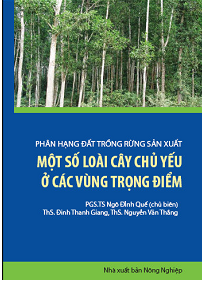 PHÂN HẠNG ĐẤT TRỒNG RỪNG SẢN XUẤT
MỘT SỐ LOÀI CÂY CHỦ YẾU
Ở CÁC VÙNG TRỌNG ĐIỂM
PGS.TS Ngô Đình Quế (chủ biên)
ThS. Đinh Thanh Giang, ThS. Nguyễn Văn Thắng
Nhà xuất bản Nông Nghiệp